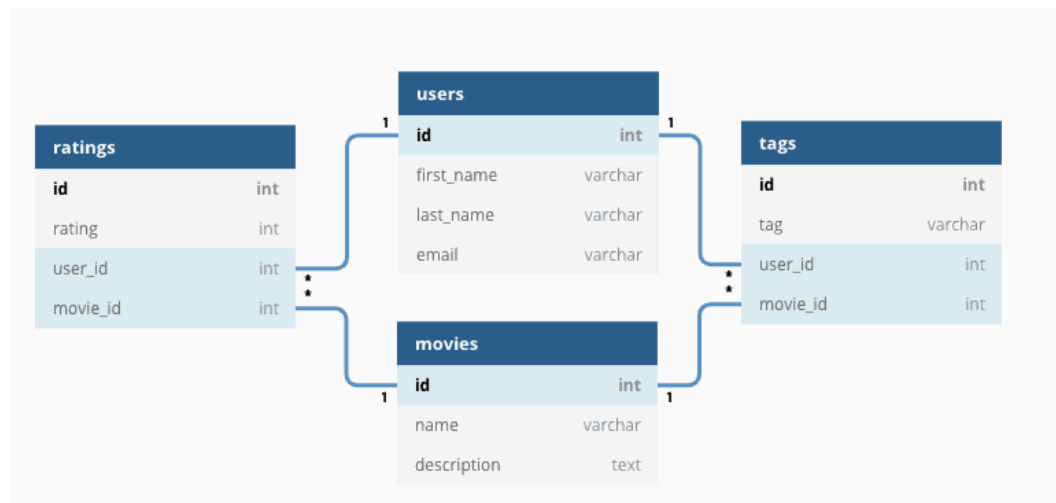 ratings
id int
rating int
user_id int
movie_id int
users
1
1
id int
first_name varchar
last_name varchar
email varchar
*
*
*
*
movies
id int
1
1
name varchar
description text
tags
id int
tag varchar
user_id int
movie_id int